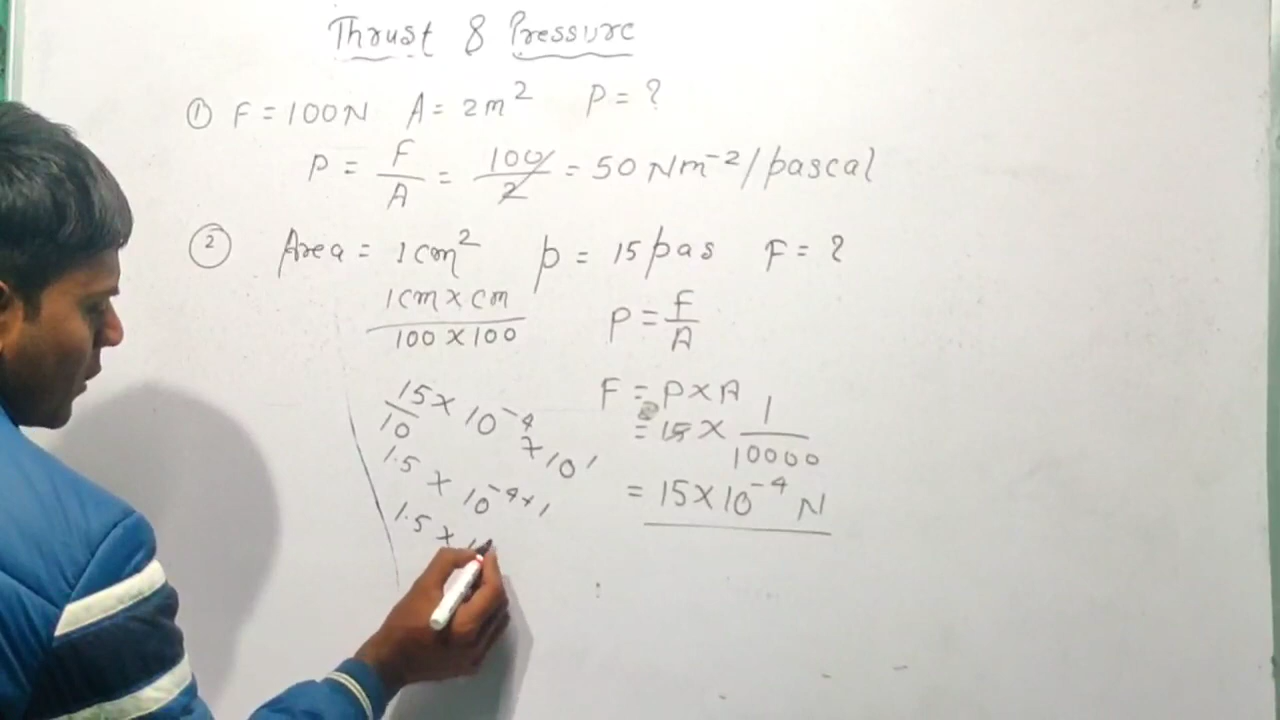 Thrust & Pressure
① F = 100N A = 2m² P = ?
P = F/A = 100/2 = 50 Nm⁻²/pascal
② Area = 1cm² p = 15pas F = ?
1cm × cm / 100 × 100
P = F/A
F = P×A
= 15 × 1/10000
= 15×10⁻⁴ N
15/10 × 10⁻⁴ × 10¹
1.5 × 10⁻⁴⁺¹
1.5 ×